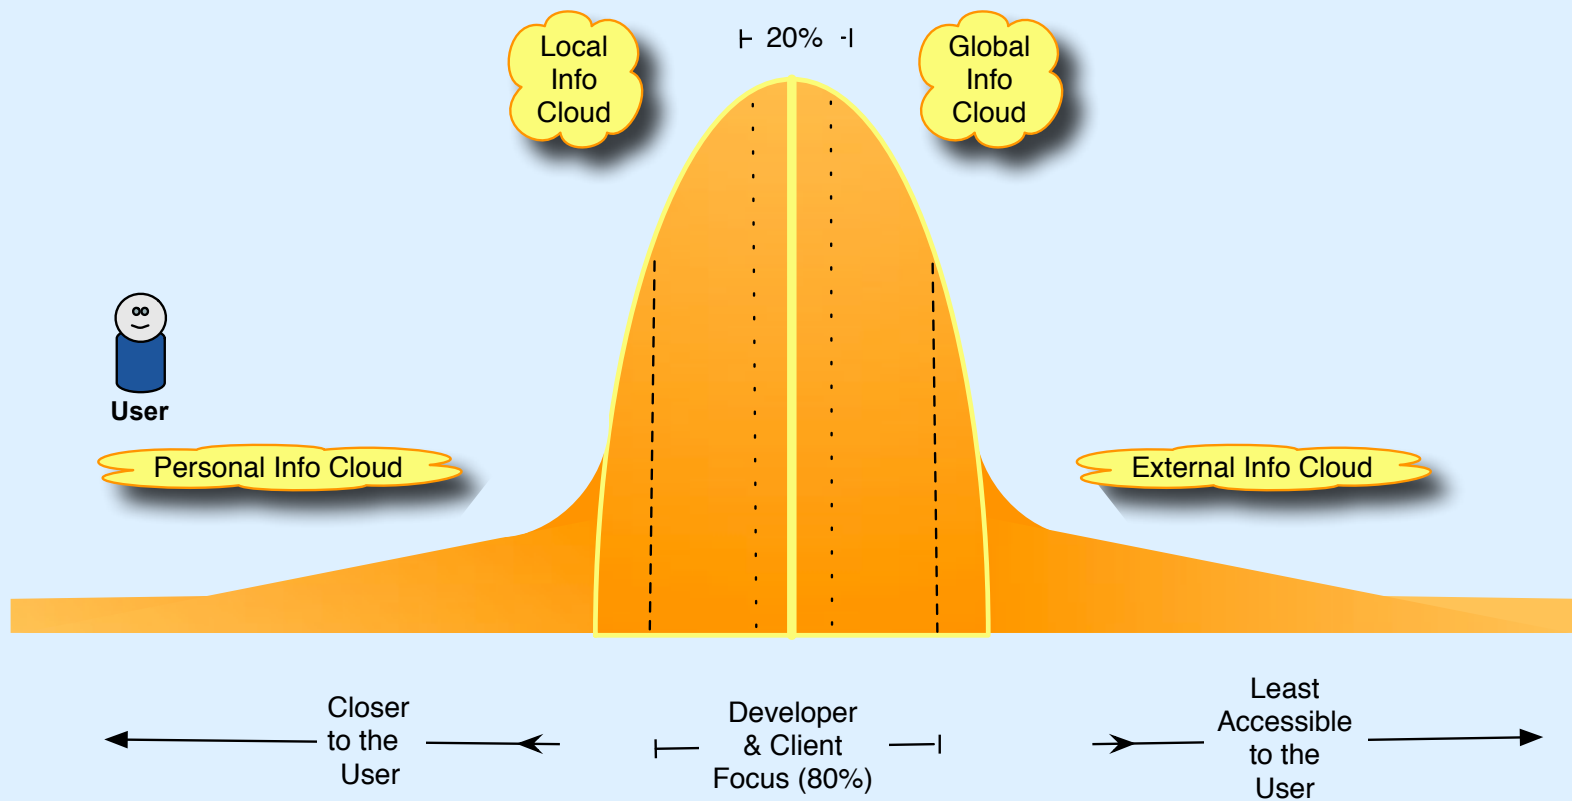 Local
Info
Cloud
20%
Global
Info
Cloud
User
Personal Info Cloud
External Info Cloud
Closer
to the
User
Developer
& Client
Focus (80%)
Least
Accessible
to the
User